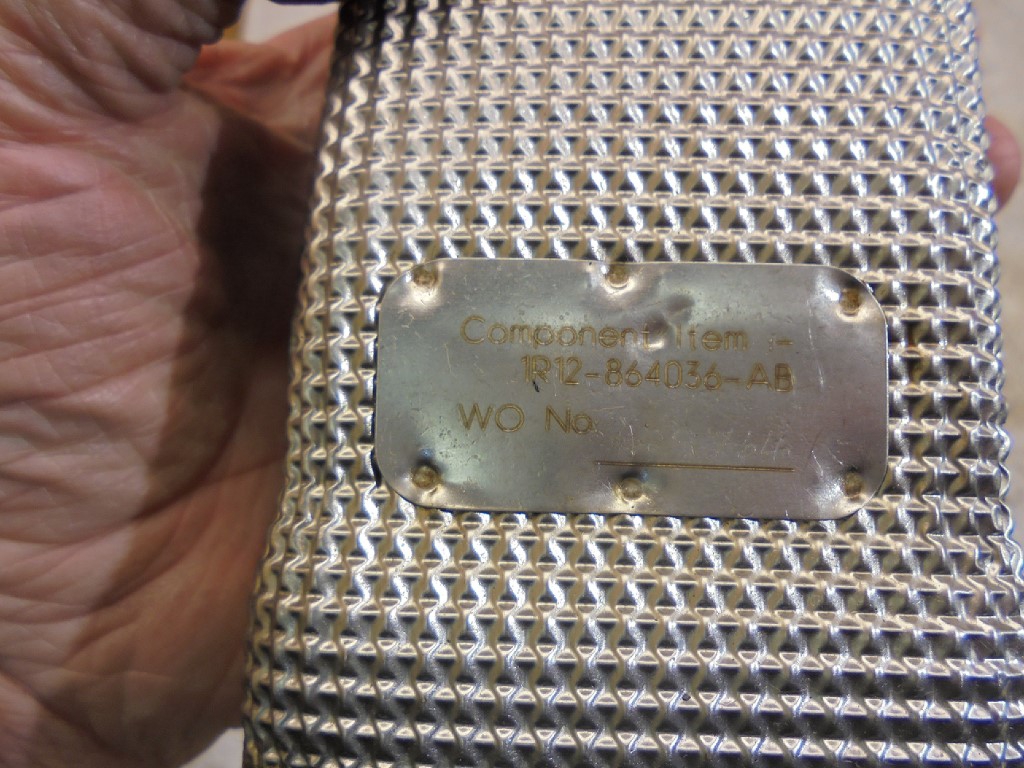 Component Item :-
1R12-864036-AB
WO No.